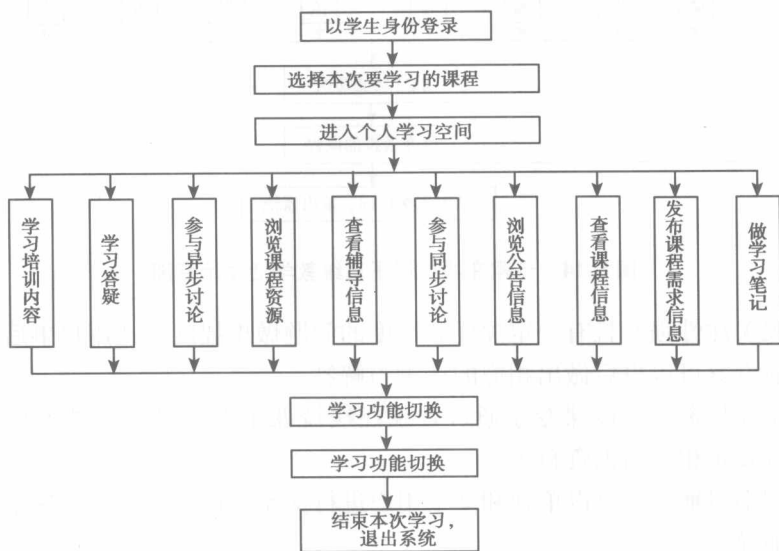 以学生身份登录
选择本次要学习的课程
进入个人学习空间
学习培训内容
学习答疑
参与异步讨论
浏览课程资源
查看辅导信息
参与同步讨论
浏览公告信息
查看课程信息
发布课程需求信息
做学习笔记
学习功能切换
学习功能切换
结束本次学习，
退出系统